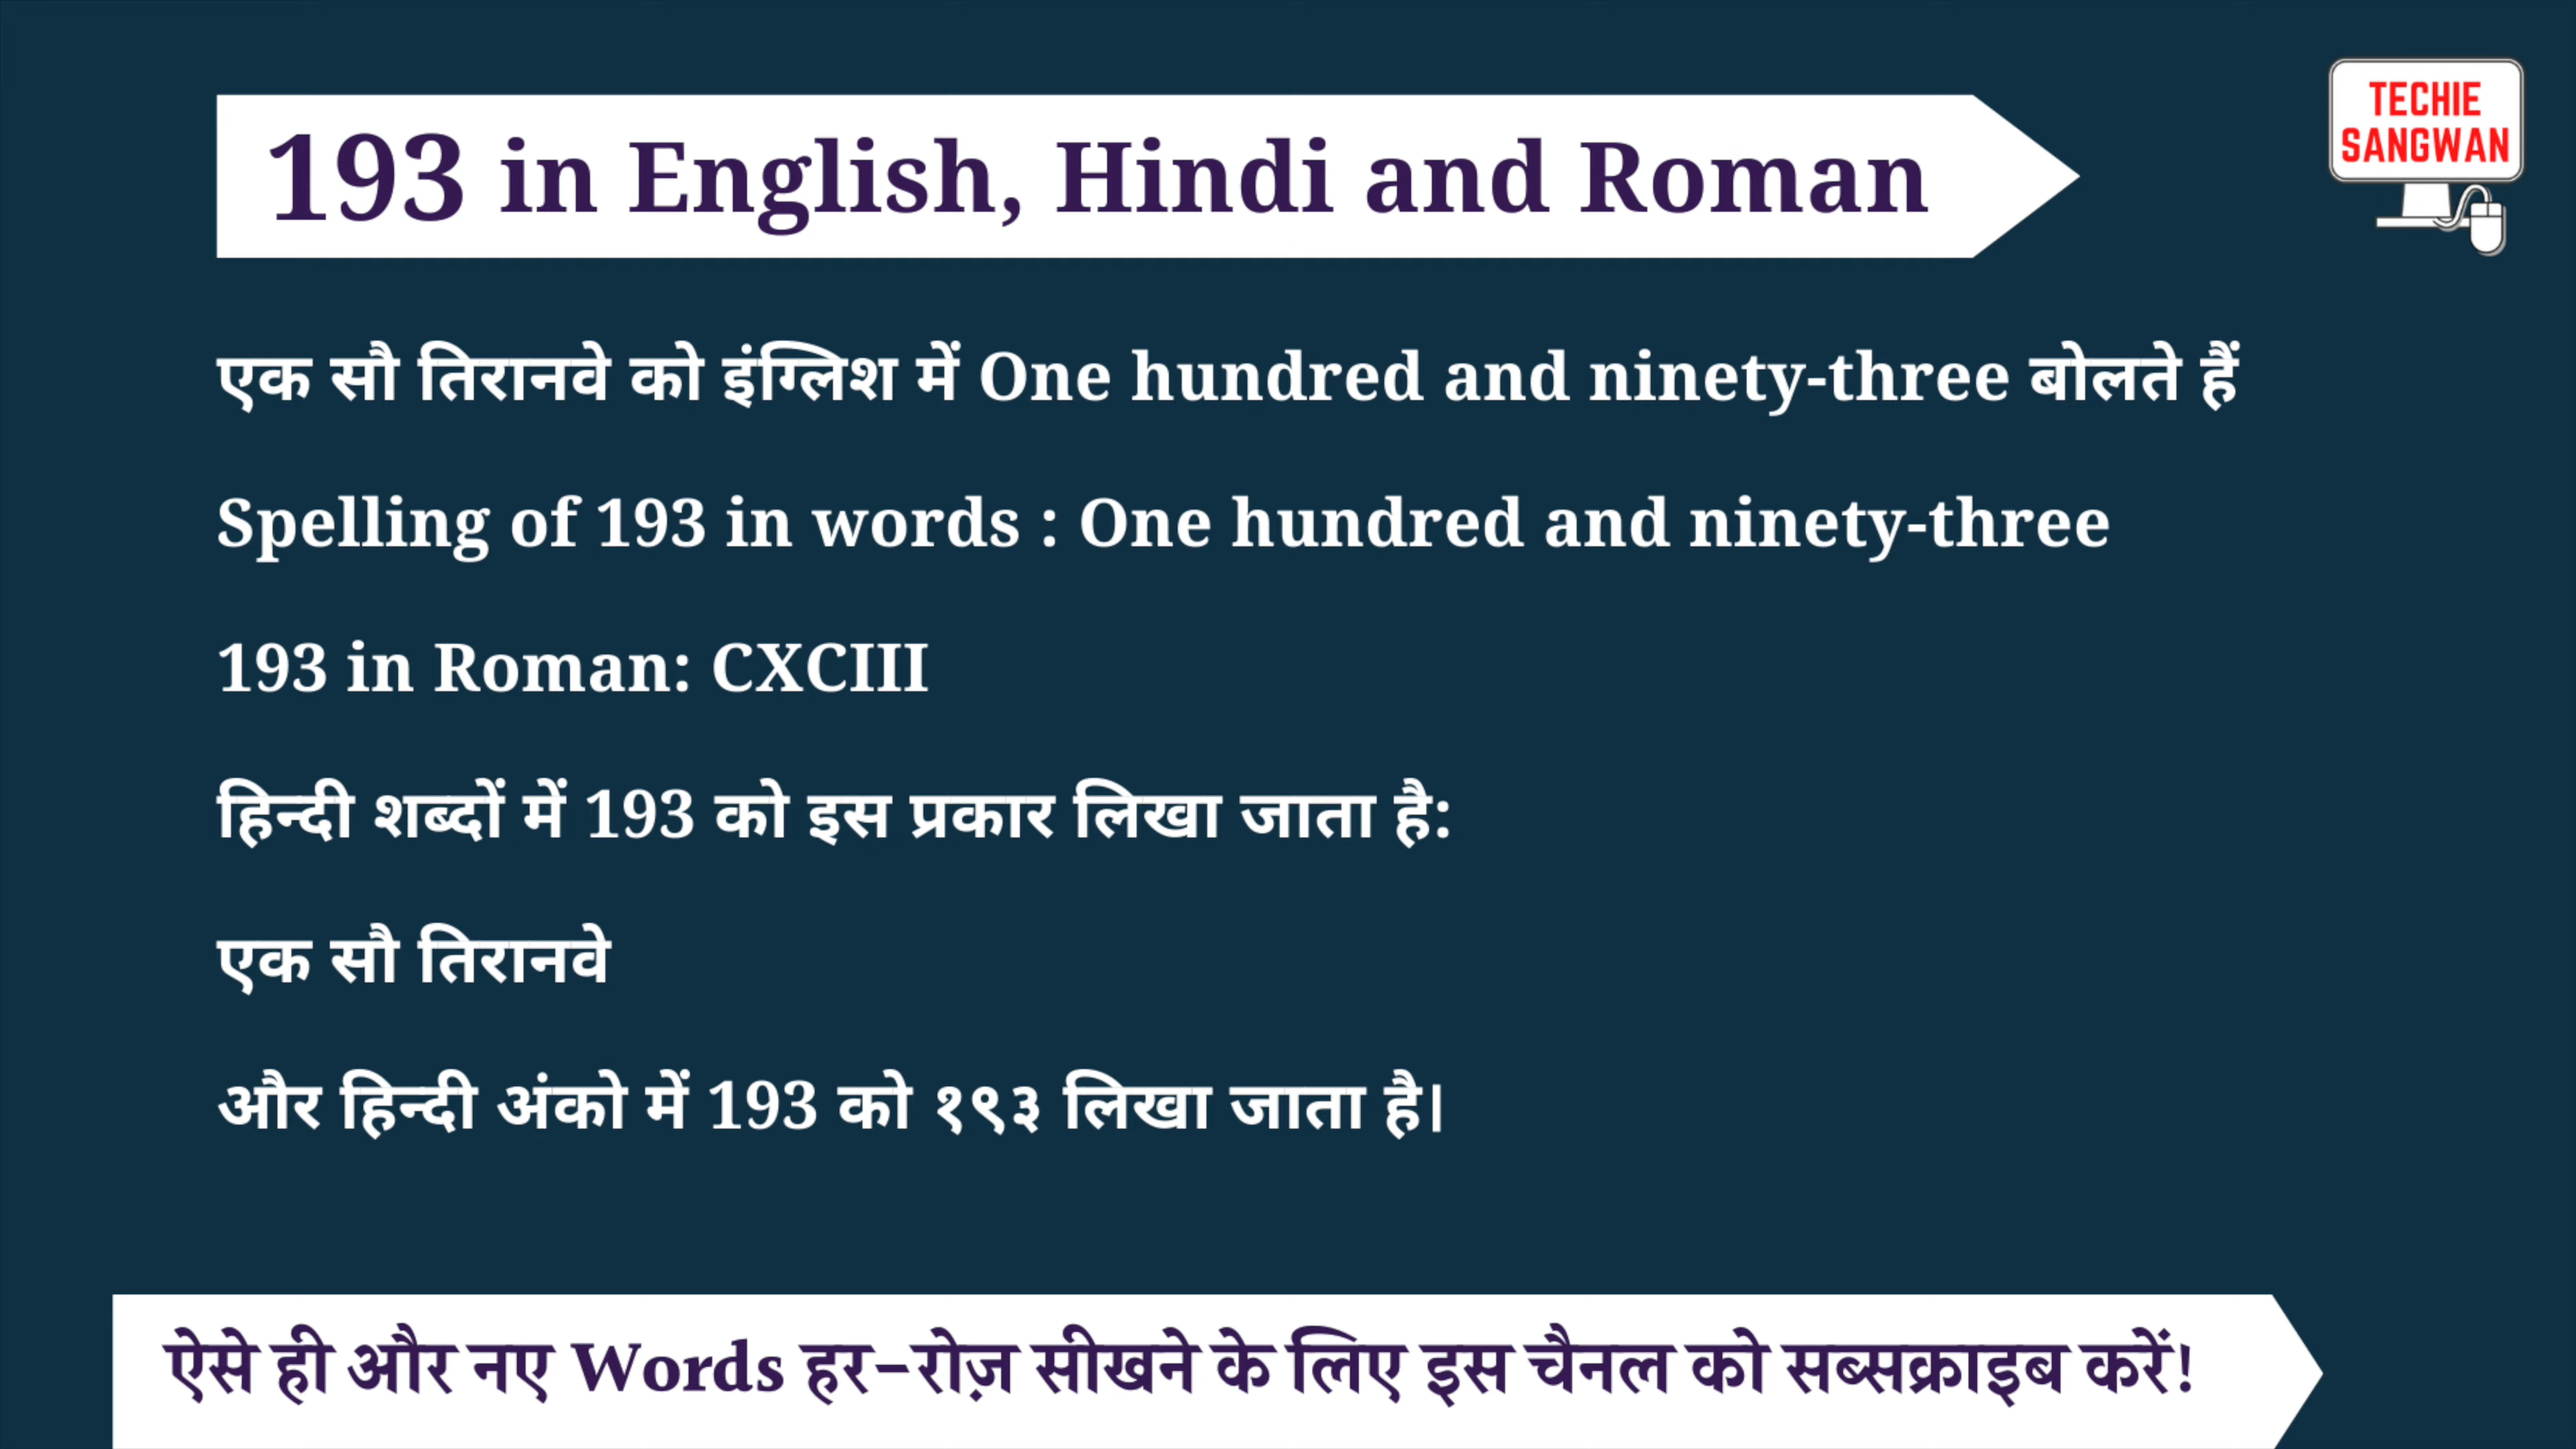 193 in English, Hindi and Roman
TECHIE
SANGWAN
एक सौ तिरानवे को इंग्लिश में One hundred and ninety-three बोलते हैं
Spelling of 193 in words : One hundred and ninety-three
193 in Roman: CXCIII
हिन्दी शब्दों में 193 को इस प्रकार लिखा जाता है:
एक सौ तिरानवे
और हिन्दी अंको में 193 को १९३ लिखा जाता है।
ऐसे ही और नए Words हर-रोज़ सीखने के लिए इस चैनल को सब्सक्राइब करें!